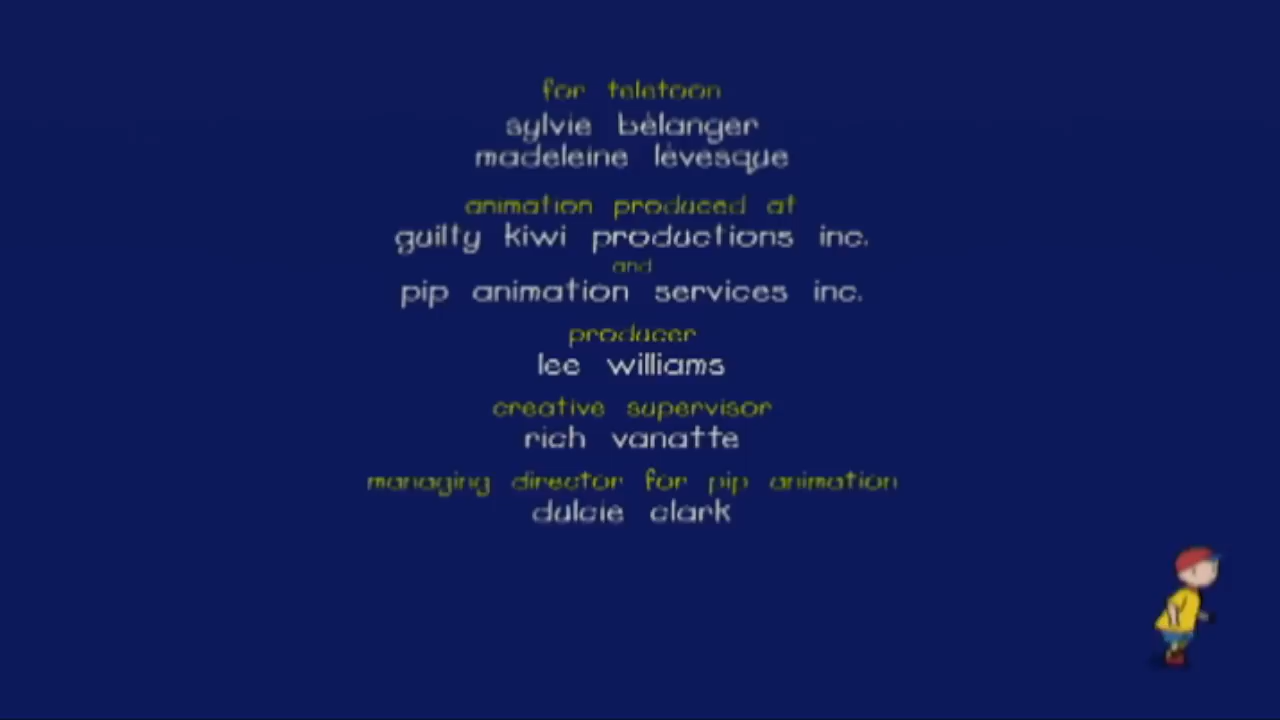 for teletoon
sylvie bélanger
madeleine lévesque
animation produced at
guilty kiwi productions inc.
and
pip animation services inc.
producer
lee williams
creative supervisor
rich vanatte
managing director for pip animation
dulcie clark